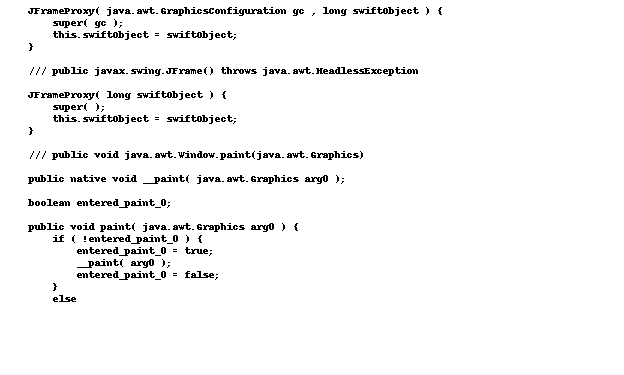 JFrameProxy( java.awt.GraphicsConfiguration gc , long swiftObject ) {
    super( gc );
    this.swiftObject = swiftObject;
}

/// public javax.swing.JFrame() throws java.awt.HeadlessException

JFrameProxy( long swiftObject ) {
    super( );
    this.swiftObject = swiftObject;
}

/// public void java.awt.Window.paint(java.awt.Graphics)

public native void __paint( java.awt.Graphics arg0 );

boolean entered_paint_0;

public void paint( java.awt.Graphics arg0 ) {
    if ( !entered_paint_0 ) {
        entered_paint_0 = true;
        __paint( arg0 );
        entered_paint_0 = false;
    }
    else